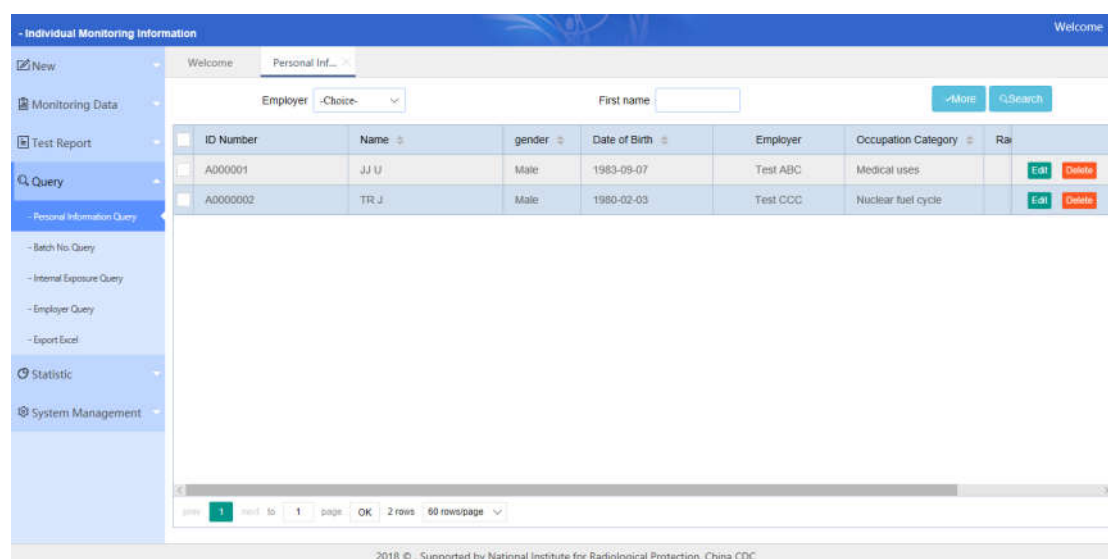 - Individual Monitoring Information Welcome
New Welcome Personal Inf... ×
Monitoring Data Employer -Choice- First name More Search
Test Report ID Number Name gender Date of Birth Employer Occupation Category Ra
A000001 JJ U Male 1983-09-07 Test ABC Medical uses Edit Delete
Query
A0000002 TR J Male 1980-02-03 Test CCC Nuclear fuel cycle Edit Delete
- Personal Information Query
- Batch No. Query
- Internal Exposure Query
- Employer Query
- Export Excel
Statistic
System Management
prev 1 next to 1 page OK 2 rows 60 rows/page
2018 © . Supported by National Institute for Radiological Protection, China CDC